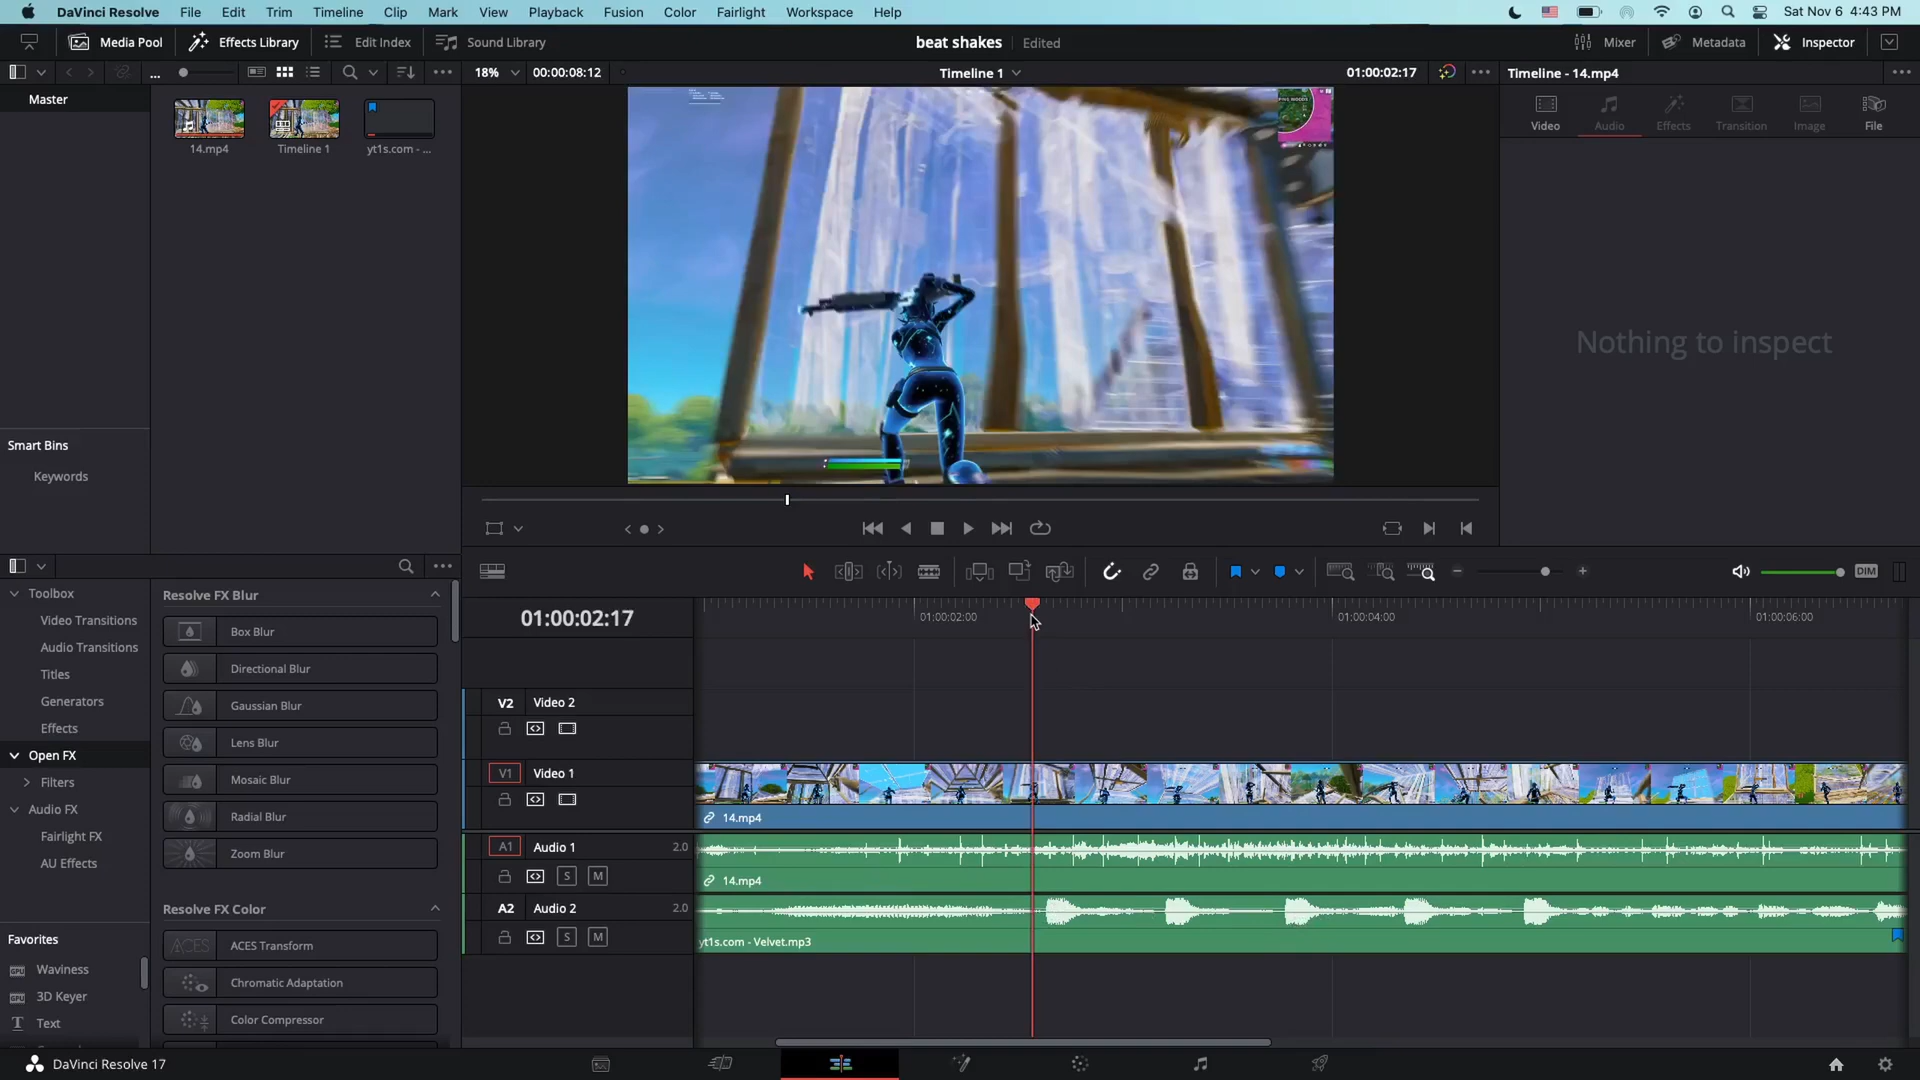 DaVinci Resolve File Edit Trim Timeline Clip Mark View Playback Fusion Color Fairlight Workspace Help Sat Nov 6 4:43 PM
Media Pool Effects Library Edit Index Sound Library beat shakes Edited Mixer Metadata Inspector
... 18% 00:00:08:12 Timeline 1 01:00:02:17 Timeline - 14.mp4
Master
14.mp4 Timeline 1 yt1s.com - ...
Video Audio Effects Transition Image File
Nothing to inspect
Smart Bins
Keywords
Toolbox
Video Transitions
Audio Transitions
Titles
Generators
Effects
Open FX
Filters
Audio FX
Fairlight FX
AU Effects
Favorites
Waviness
3D Keyer
Text
Resolve FX Blur
Box Blur
Directional Blur
Gaussian Blur
Lens Blur
Mosaic Blur
Radial Blur
Zoom Blur
Resolve FX Color
ACES Transform
Chromatic Adaptation
Color Compressor
DIM
01:00:02:17 01:00:02:00 01:00:04:00 01:00:06:00
V2 Video 2
V1 Video 1
14.mp4
A1 Audio 1 2.0
S M 14.mp4
A2 Audio 2 2.0
S M yt1s.com - Velvet.mp3
DaVinci Resolve 17